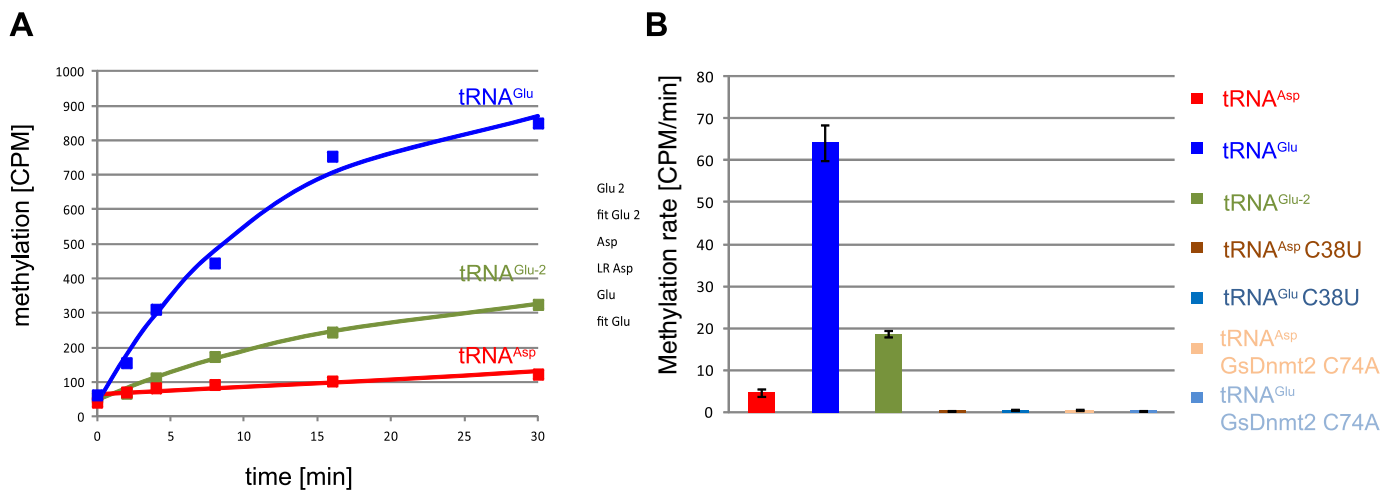 A
1000
900
800
700
600
500
400
300
200
100
0
methylation [CPM]
tRNAGlu
tRNAGlu-2
tRNAAsp
0 5 10 15 20 25 30
time [min]
Glu 2
fit Glu 2
Asp
LR Asp
Glu
fit Glu
B
80
70
60
50
40
30
20
10
0
Methylation rate [CPM/min]
tRNAAsp
tRNAGlu
tRNAGlu-2
tRNAAsp C38U
tRNAGlu C38U
tRNAAsp
GsDnmt2 C74A
tRNAGlu
GsDnmt2 C74A